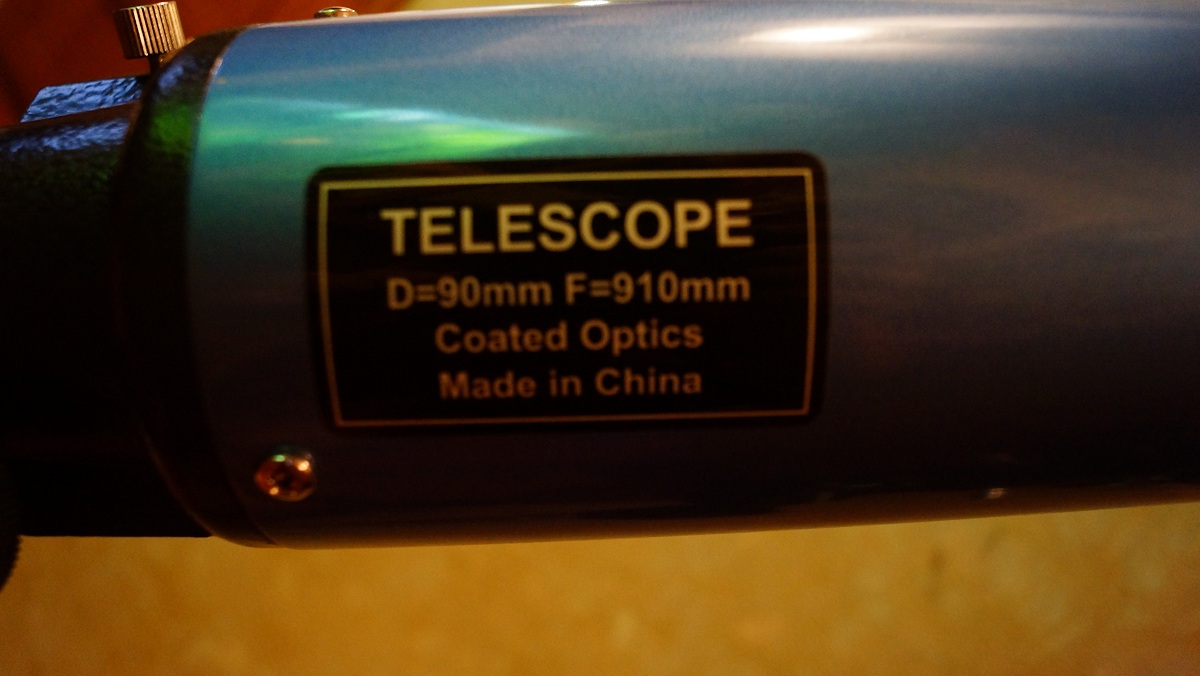 TELESCOPE
D=90mm F=910mm
Coated Optics
Made in China